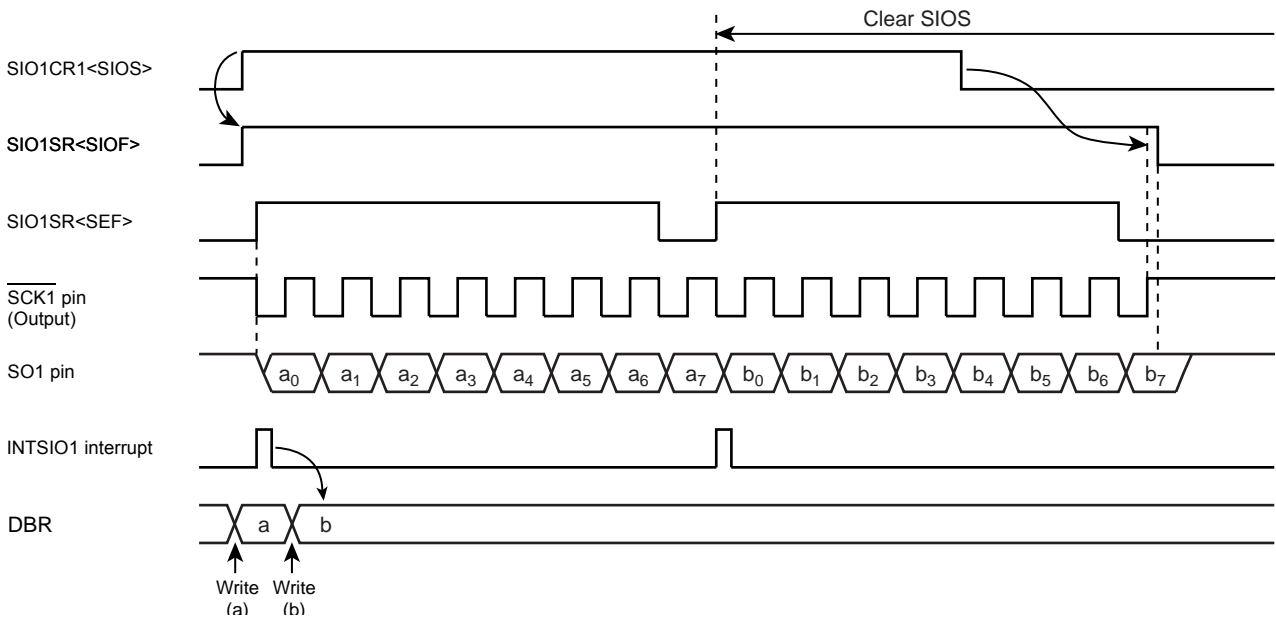 Clear SIOS
SIO1CR1<SIOS>
SIO1SR<SIOF>
SIO1SR<SEF>
SCK1 pin
(Output)
SO1 pin
a0 a1 a2 a3 a4 a5 a6 a7 b0 b1 b2 b3 b4 b5 b6 b7
INTSIO1 interrupt
DBR
a b
Write Write
(a) (b)